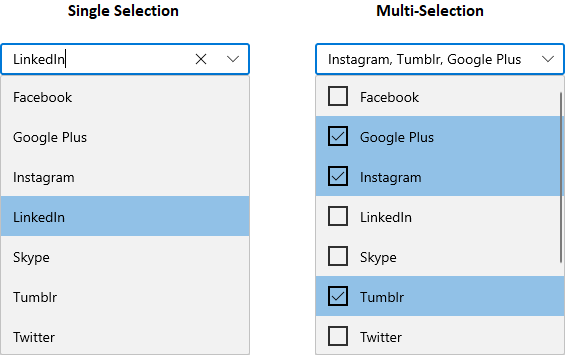 Single Selection
LinkedIn
Facebook
Google Plus
Instagram
LinkedIn
Skype
Tumblr
Twitter
Multi-Selection
Instagram, Tumblr, Google Plus
Facebook
Google Plus
Instagram
LinkedIn
Skype
Tumblr
Twitter